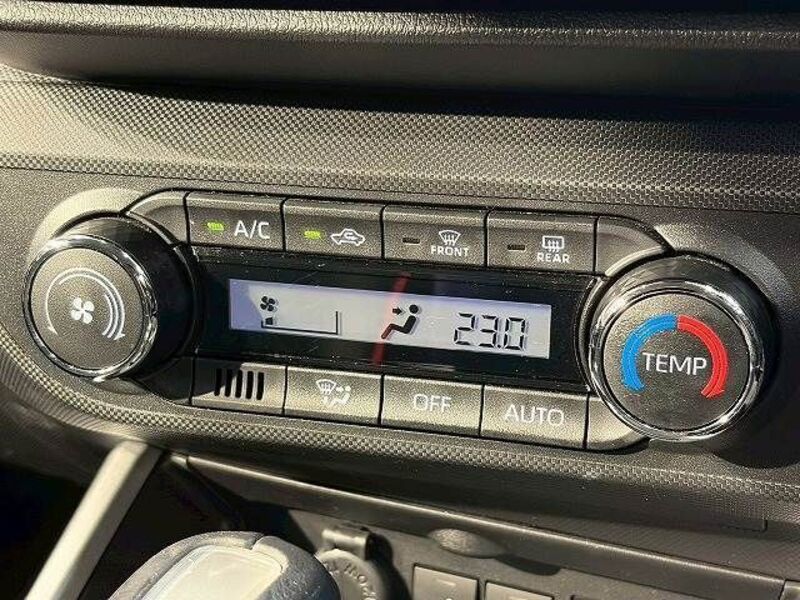 A/C
FRONT
REAR
23.0
TEMP
OFF
AUTO